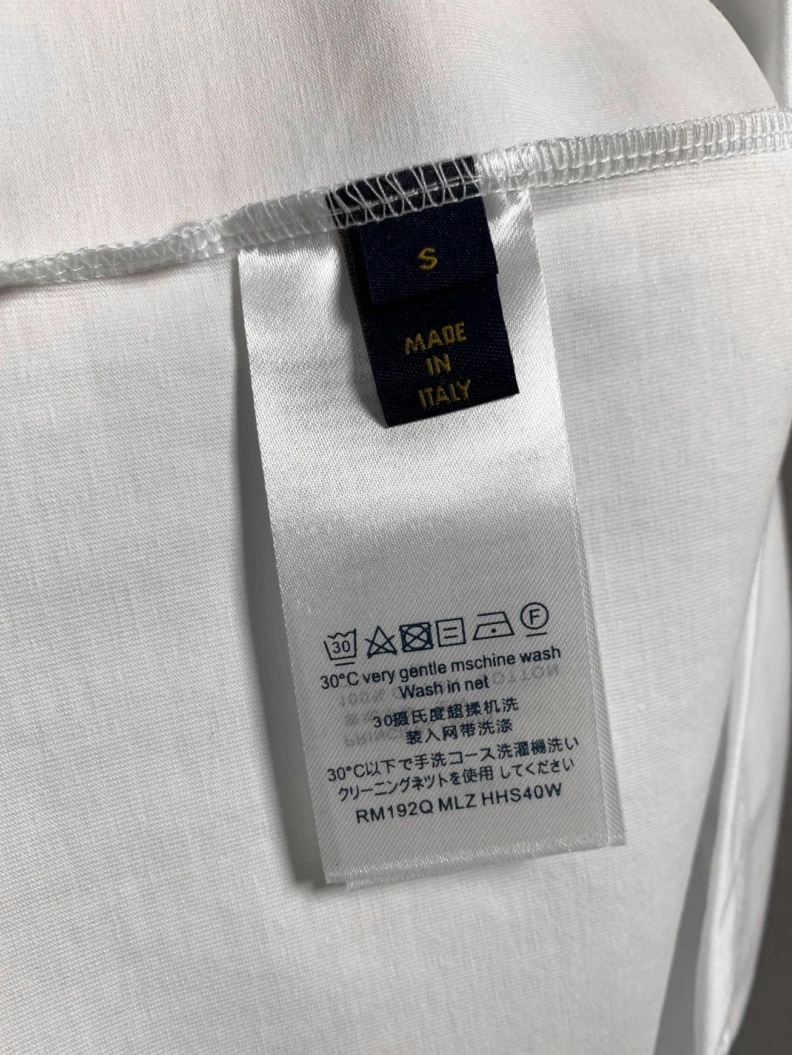 S
MADE
IN
ITALY
30
F
30°C very gentle mschine wash
Wash in net
30摄氏度超揉机洗
装入网带洗涤
30°C以下で手洗コース洗濯機洗い
クリーニングネツトを使用 してください
RM192Q MLZ HHS40W